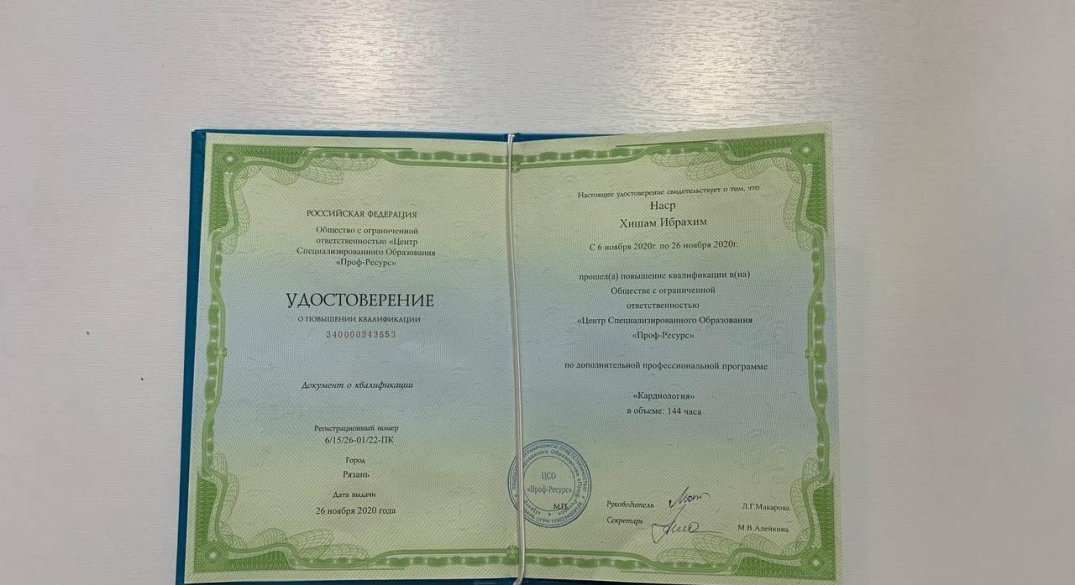 РОССИЙСКАЯ ФЕДЕРАЦИЯ
Общество с ограниченной
ответственностью «Центр
Специализированного Образования
«Проф-Ресурс»
УДОСТОВЕРЕНИЕ
О ПОВЫШЕНИИ КВАЛИФИКАЦИИ
340000343553
Документ о квалификации
Регистрационный номер
6/15/26-01/22-ПК
Город
Рязань
Дата выдачи
26 ноября 2020 года
Настоящее удостоверение свидетельствует о том, что
Наср
Хишам Ибрахим
С 6 ноября 2020г. по 26 ноября 2020г.
прошел(а) повышение квалификации в(на)
Обществе с ограниченной
ответственностью
«Центр Специализированного Образования
«Проф-Ресурс»
по дополнительной профессиональной программе
«Кардиология»
в объеме: 144 часа
ЦСО
«Проф-Ресурс»
М.П.
Руководитель
Л.Г.Макарова
Секретарь
М.В.Алейкина